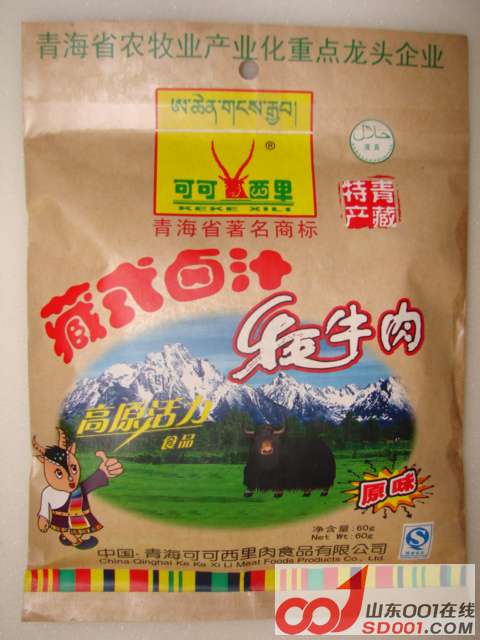 青海省农牧业产业化重点龙头企业
ཨ་ཆེན་གངས་རྒྱབ།
可可西里®
KEKE XILI
青海省著名商标
حلال
清真
青藏
特产
藏式卤汁
牦牛肉
高原活力
食品
原味
净含量:60g
Net Wt:60g
中国·青海可可西里肉食品有限公司
China·Qinghai Ke Ke Xi Li Meat Foods Products Co., Ltd.
山东001在线
SD001.COM